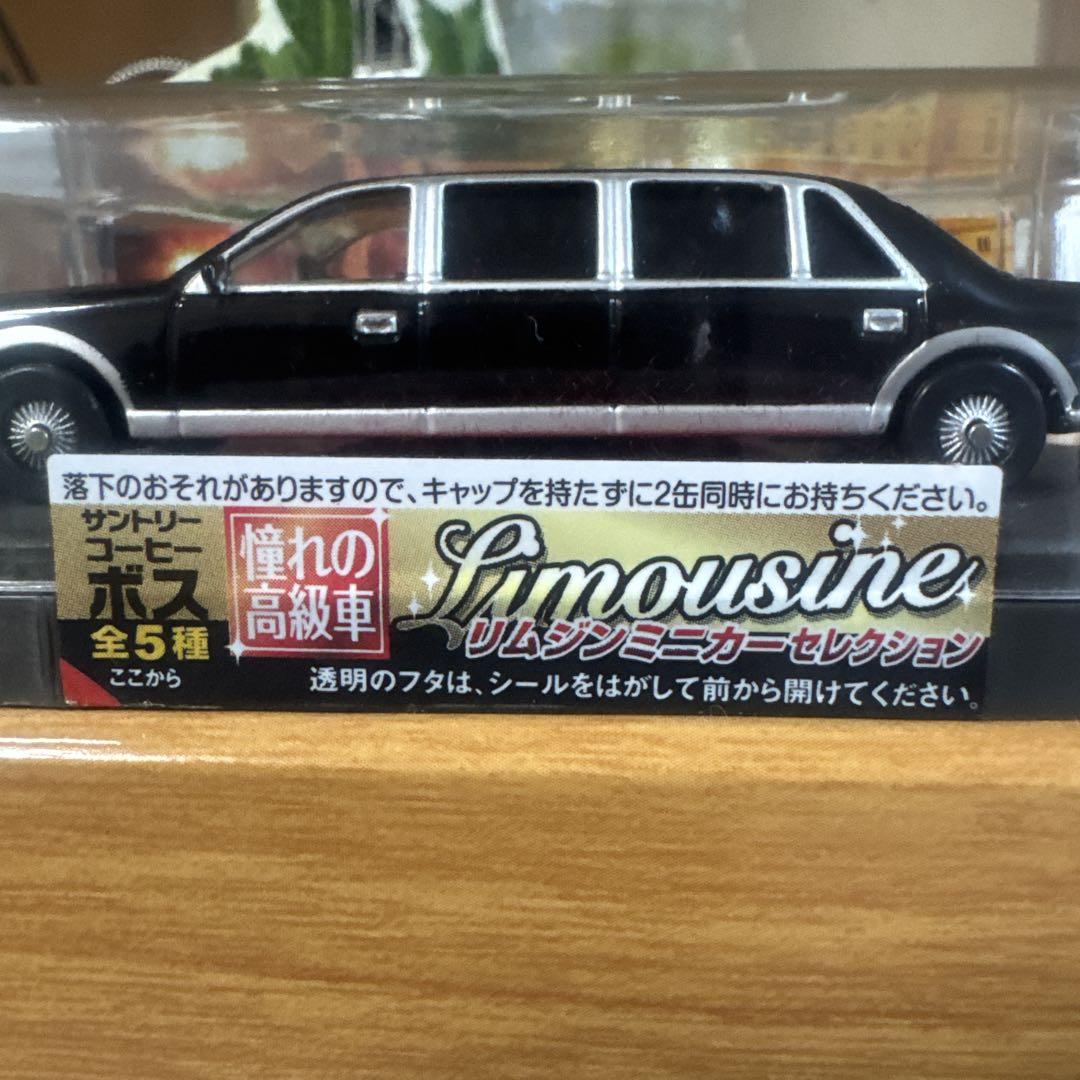 落下のおそれがありますので、キャップを持たずに2缶同時にお持ちください。
サントリー
コーヒー
ボス
全5種
ここから
憧れの
高級車
Limousine
リムジンミニカーセレクション
透明のフタは、シールをはがして前から開けてください。